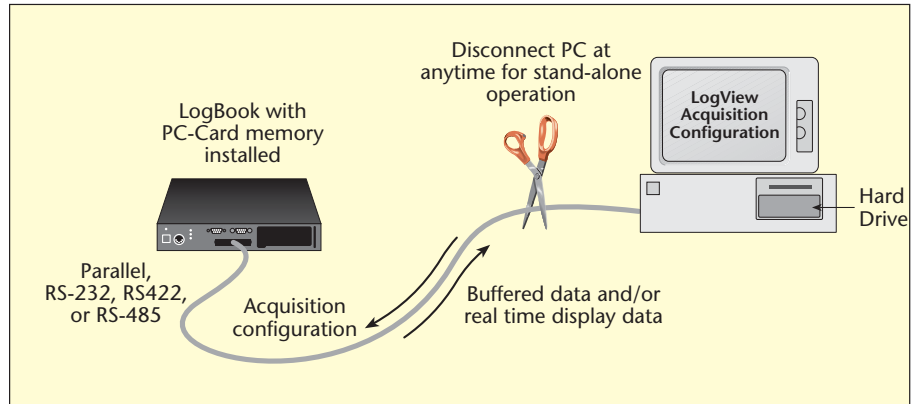 Disconnect PC at
anytime for stand-alone
operation
LogBook with
PC-Card memory
installed
LogView
Acquisition
Configuration
Hard
Drive
Parallel,
RS-232, RS422,
or RS-485
Acquisition
configuration
Buffered data and/or
real time display data